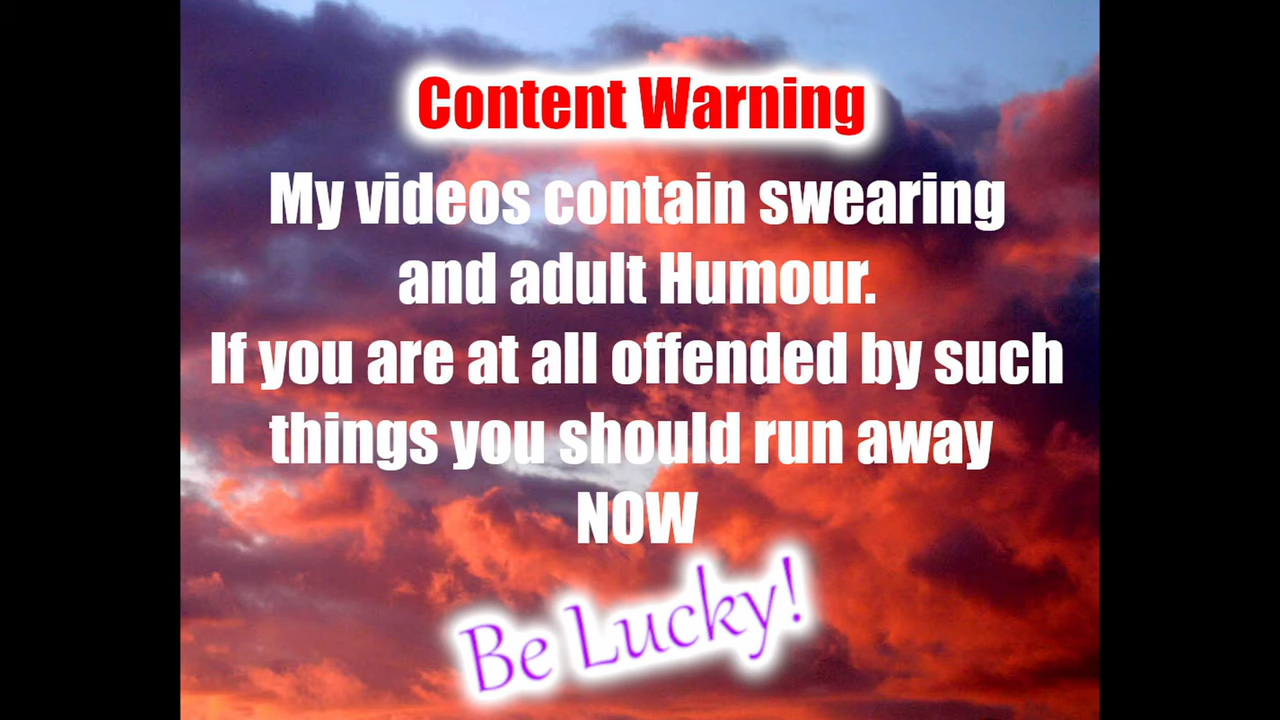 Content Warning
My videos contain swearing
and adult Humour.
If you are at all offended by such
things you should run away
NOW
Be Lucky!